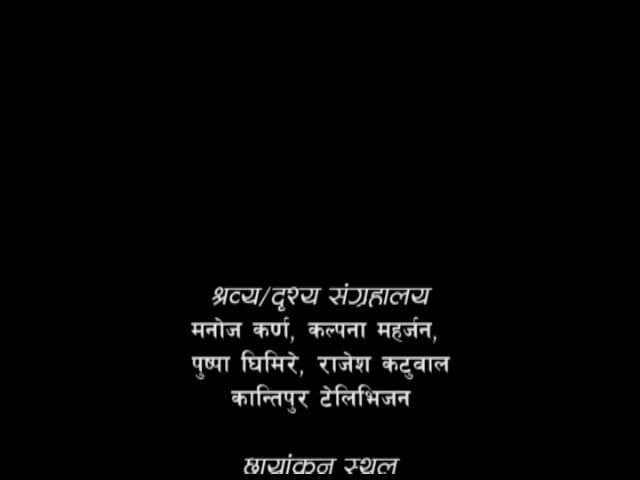 श्रव्य/दृश्य संग्रहालय
मनोज कर्ण, कल्पना महर्जन,
पुष्पा घिमिरे, राजेश कटुवाल
कान्तिपुर टेलिभिजन
छायांकन स्थल